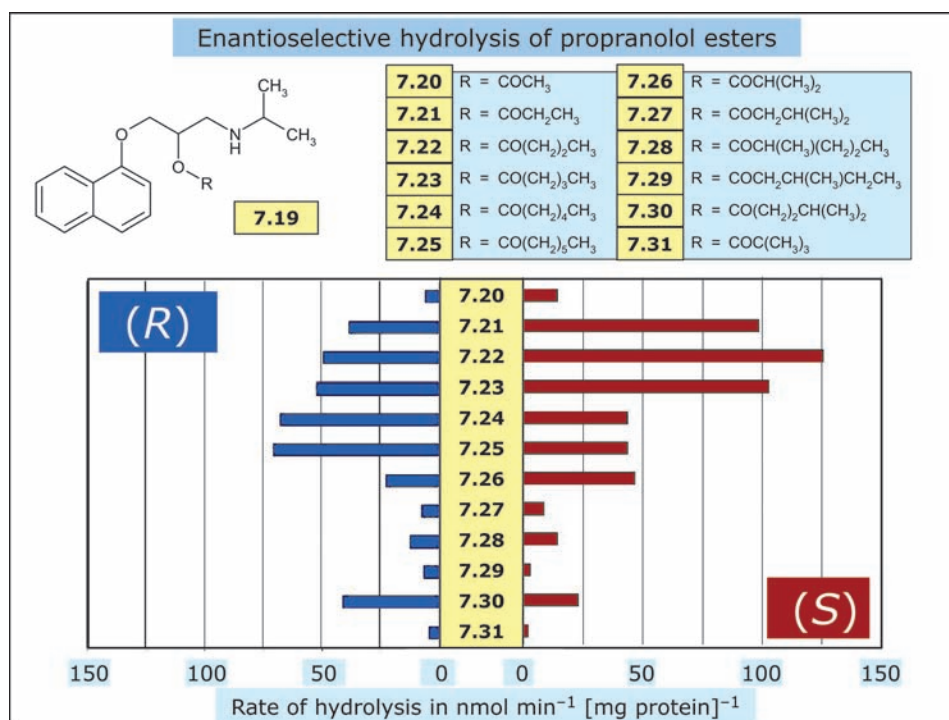 Enantioselective hydrolysis of propranolol esters
CH₃
O
N
H
CH₃
O
R
7.19
7.20 R = COCH₃
7.21 R = COCH₂CH₃
7.22 R = CO(CH₂)₂CH₃
7.23 R = CO(CH₂)₃CH₃
7.24 R = CO(CH₂)₄CH₃
7.25 R = CO(CH₂)₅CH₃
7.26 R = COCH(CH₃)₂
7.27 R = COCH₂CH(CH₃)₂
7.28 R = COCH(CH₃)(CH₂)₂CH₃
7.29 R = COCH₂CH(CH₃)CH₂CH₃
7.30 R = CO(CH₂)₂CH(CH₃)₂
7.31 R = COC(CH₃)₃
(R)
7.20
7.21
7.22
7.23
7.24
7.25
7.26
7.27
7.28
7.29
7.30
7.31
(S)
150 100 50 0 0 50 100 150
Rate of hydrolysis in nmol min⁻¹ [mg protein]⁻¹